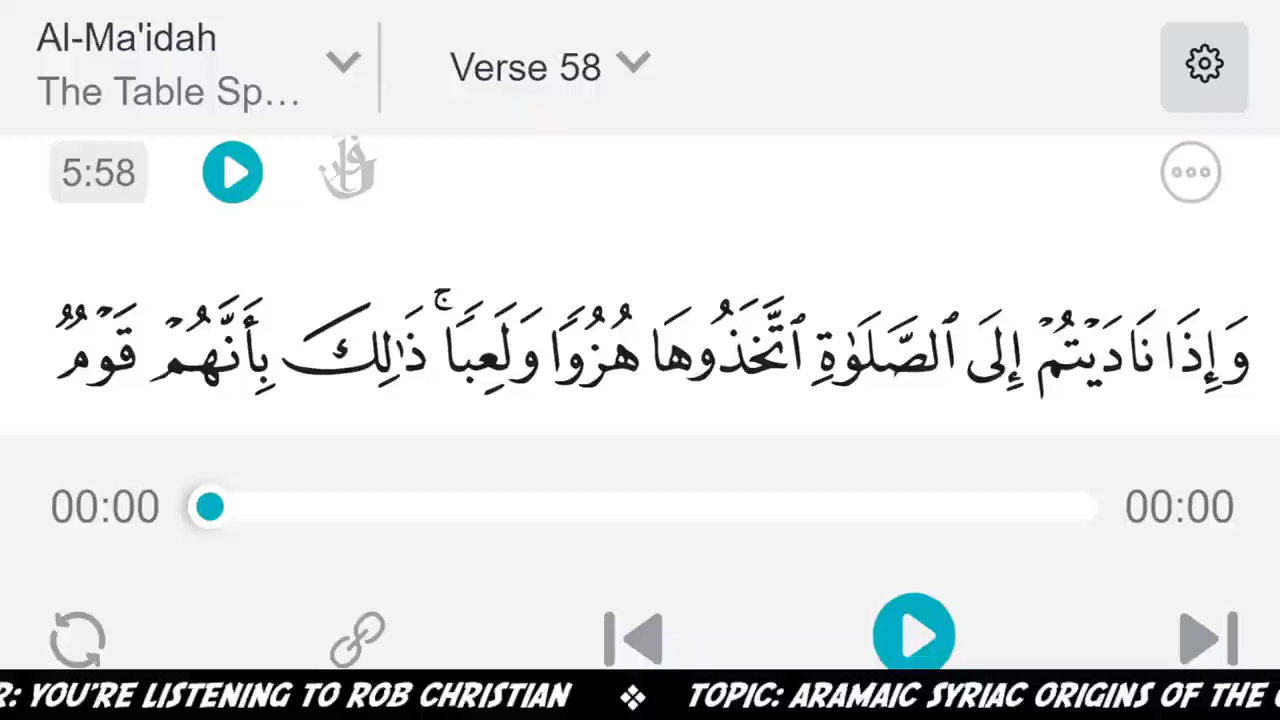 Al-Ma'idah
The Table Sp...
Verse 58
5:58
وَإِذَا نَادَيْتُمْ إِلَى ٱلصَّلَوٰةِ ٱتَّخَذُوهَا هُزُوًا وَلَعِبًا ۚ ذَٰلِكَ بِأَنَّهُمْ قَوْمٌ
00:00
00:00
R: YOU'RE LISTENING TO ROB CHRISTIAN ❖ TOPIC: ARAMAIC SYRIAC ORIGINS OF THE